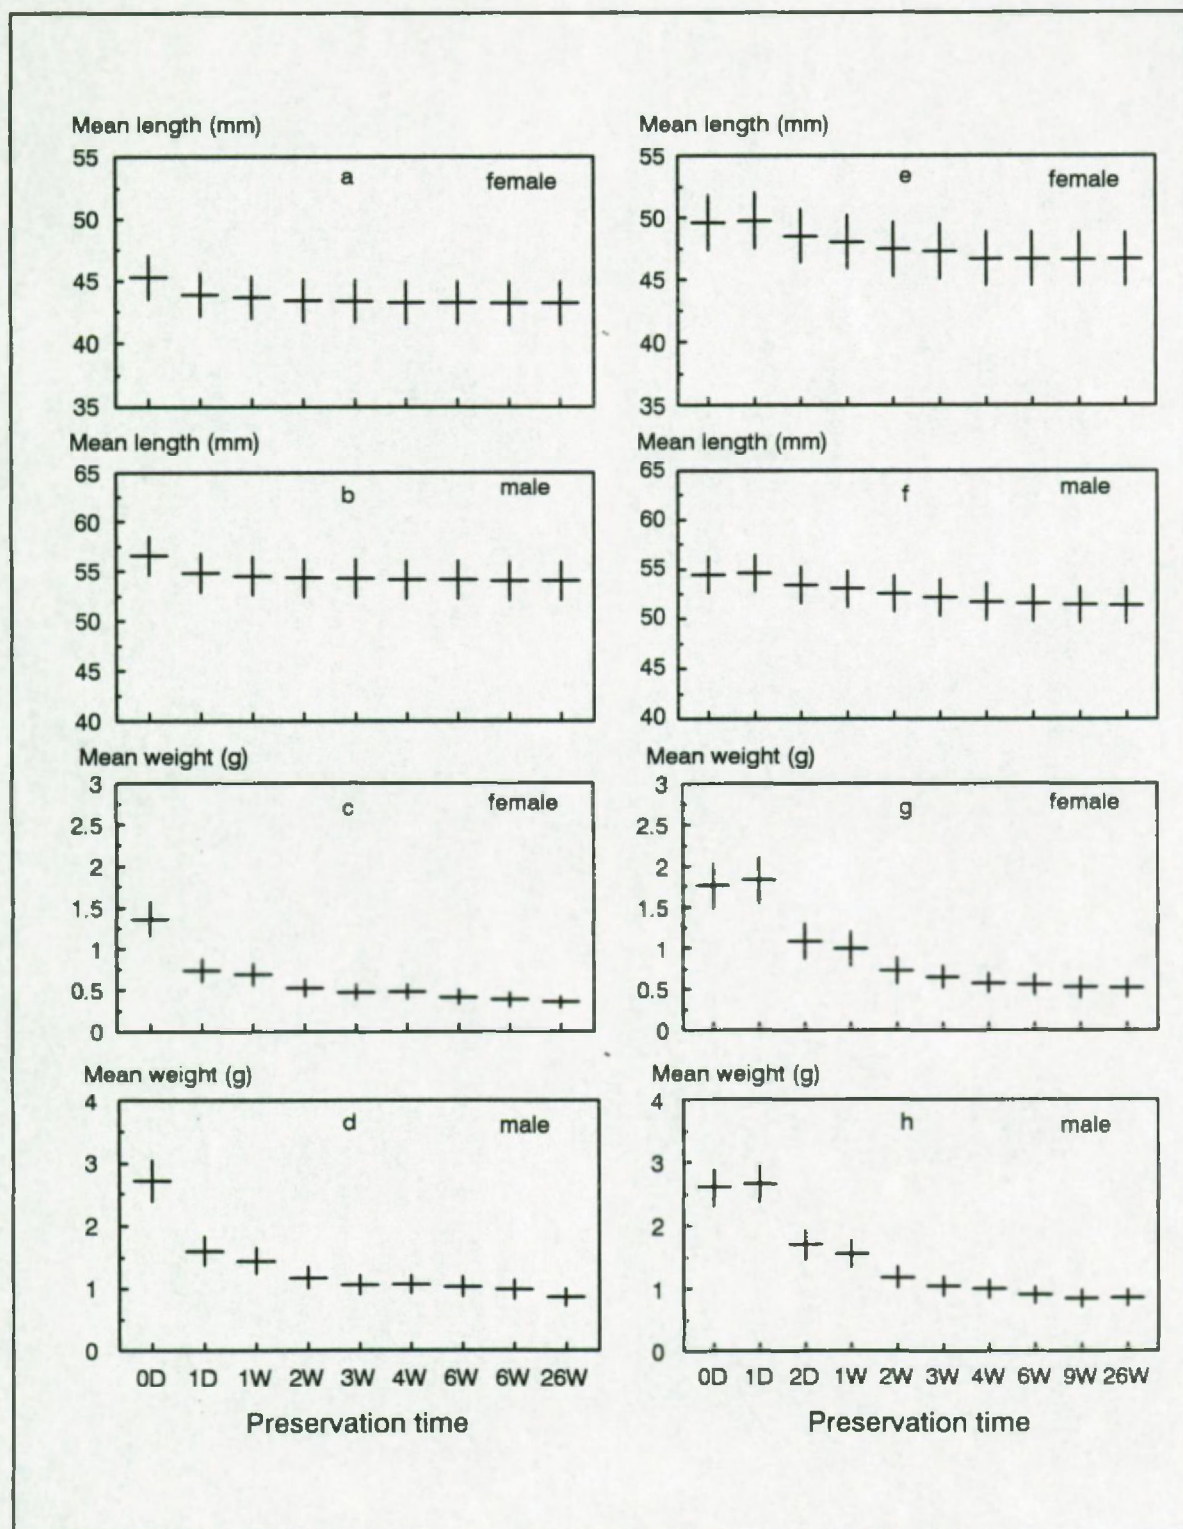 Mean length (mm)
55
50
45
40
35
a
female
Mean length (mm)
65
60
55
50
45
40
b
male
Mean weight (g)
3
2.5
2
1.5
1
0.5
0
c
female
Mean weight (g)
4
3
2
1
0
d
male
0D 1D 1W 2W 3W 4W 6W 6W 26W
Preservation time
Mean length (mm)
55
50
45
40
35
e
female
Mean length (mm)
65
60
55
50
45
40
f
male
Mean weight (g)
3
2.5
2
1.5
1
0.5
0
g
female
Mean weight (g)
4
3
2
1
0
h
male
0D 1D 2D 1W 2W 3W 4W 6W 9W 26W
Preservation time